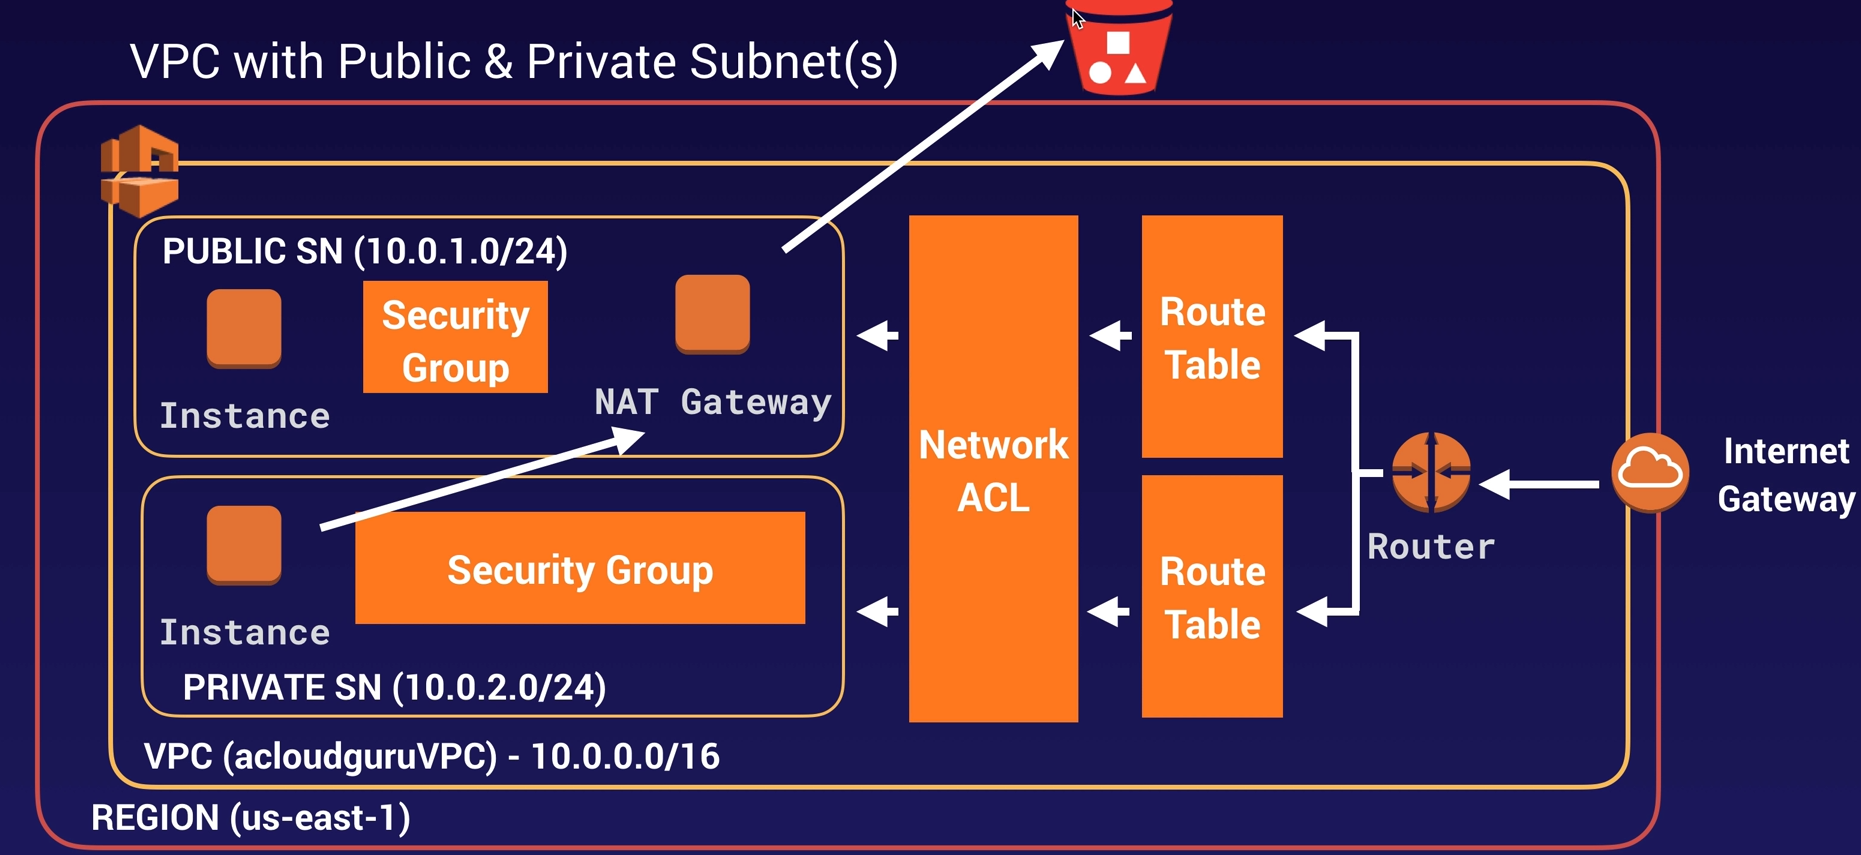 VPC with Public & Private Subnet(s)
PUBLIC SN (10.0.1.0/24)
Security
Group
Instance
NAT Gateway
Security Group
Instance
PRIVATE SN (10.0.2.0/24)
Network
ACL
Route
Table
Route
Table
Router
Internet
Gateway
VPC (acloudguruVPC) - 10.0.0.0/16
REGION (us-east-1)